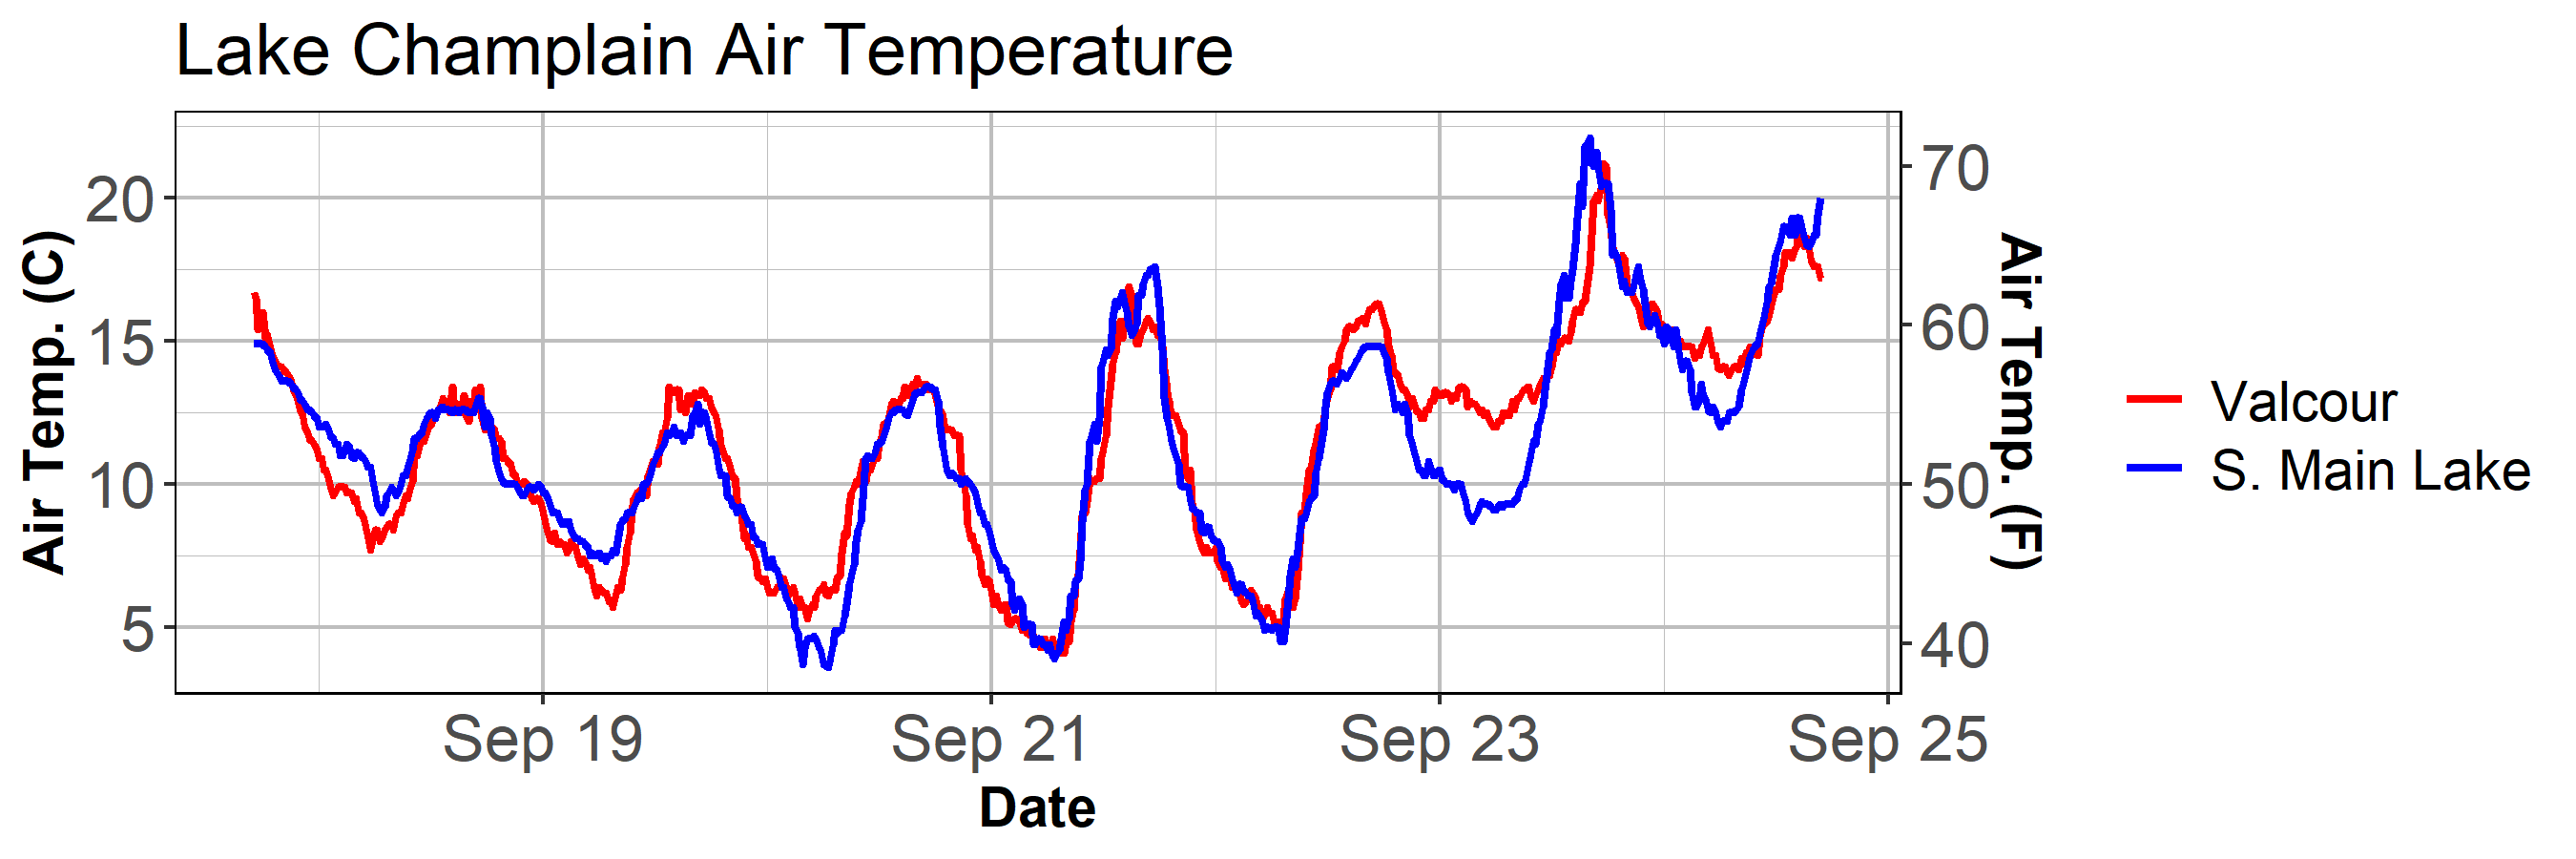 Lake Champlain Air Temperature
Air Temp. (C)
20
15
10
5
70
60
50
40
Air Temp. (F)
Sep 19
Sep 21
Sep 23
Sep 25
Date
Valcour
S. Main Lake